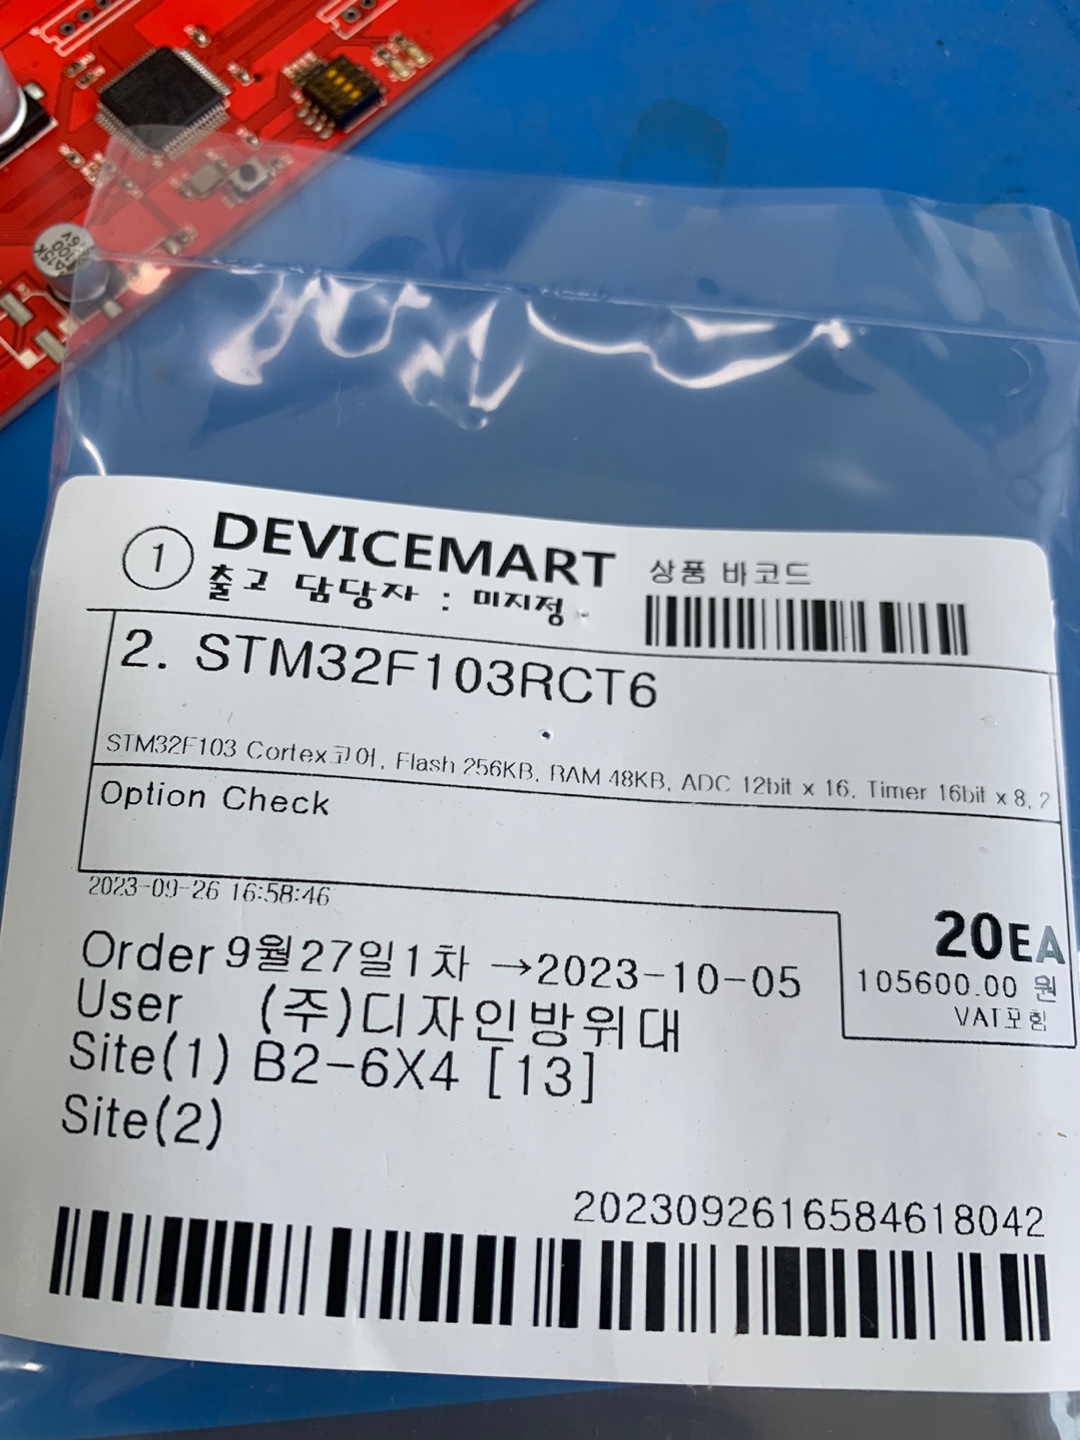 DEVICEMART
상품 바코드
1
출고 담당자 : 미지정
2. STM32F103RCT6
STM32F103 Cortex코어, Flash 256KB, RAM 48KB, ADC 12bit x 16, Timer 16bit x 8, 2
Option Check
2023-09-26 16:58:46
20EA
105600.00 원
VAT포함
Order 9월27일1차 →2023-10-05
User (주)디자인방위대
Site(1) B2-6X4 [13]
Site(2)
2023092616584618042